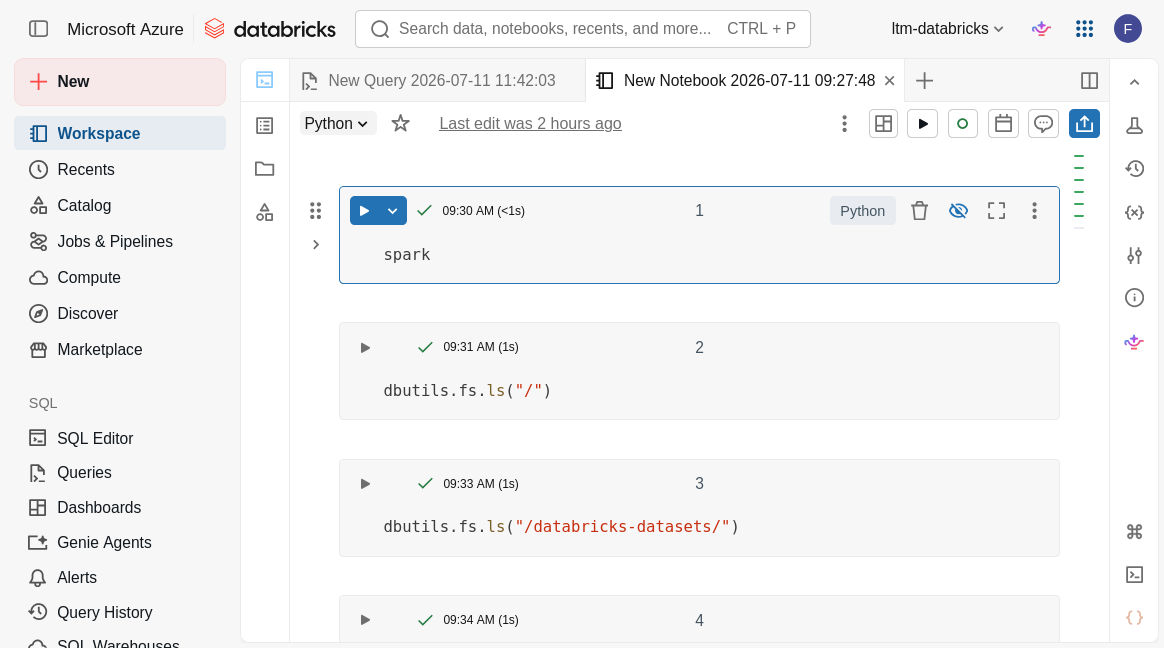 Microsoft Azure
databricks
Search data, notebooks, recents, and more...
CTRL + P
ltm-databricks
F
New
Workspace
Recents
Catalog
Jobs & Pipelines
Compute
Discover
Marketplace
SQL
SQL Editor
Queries
Dashboards
Genie Agents
Alerts
Query History
SQL Warehouses
New Query 2026-07-11 11:42:03
New Notebook 2026-07-11 09:27:48
Python
Last edit was 2 hours ago
09:30 AM (<1s)
1
Python
spark
09:31 AM (1s)
2
dbutils.fs.ls("/")
09:33 AM (1s)
3
dbutils.fs.ls("/databricks-datasets/")
09:34 AM (1s)
4